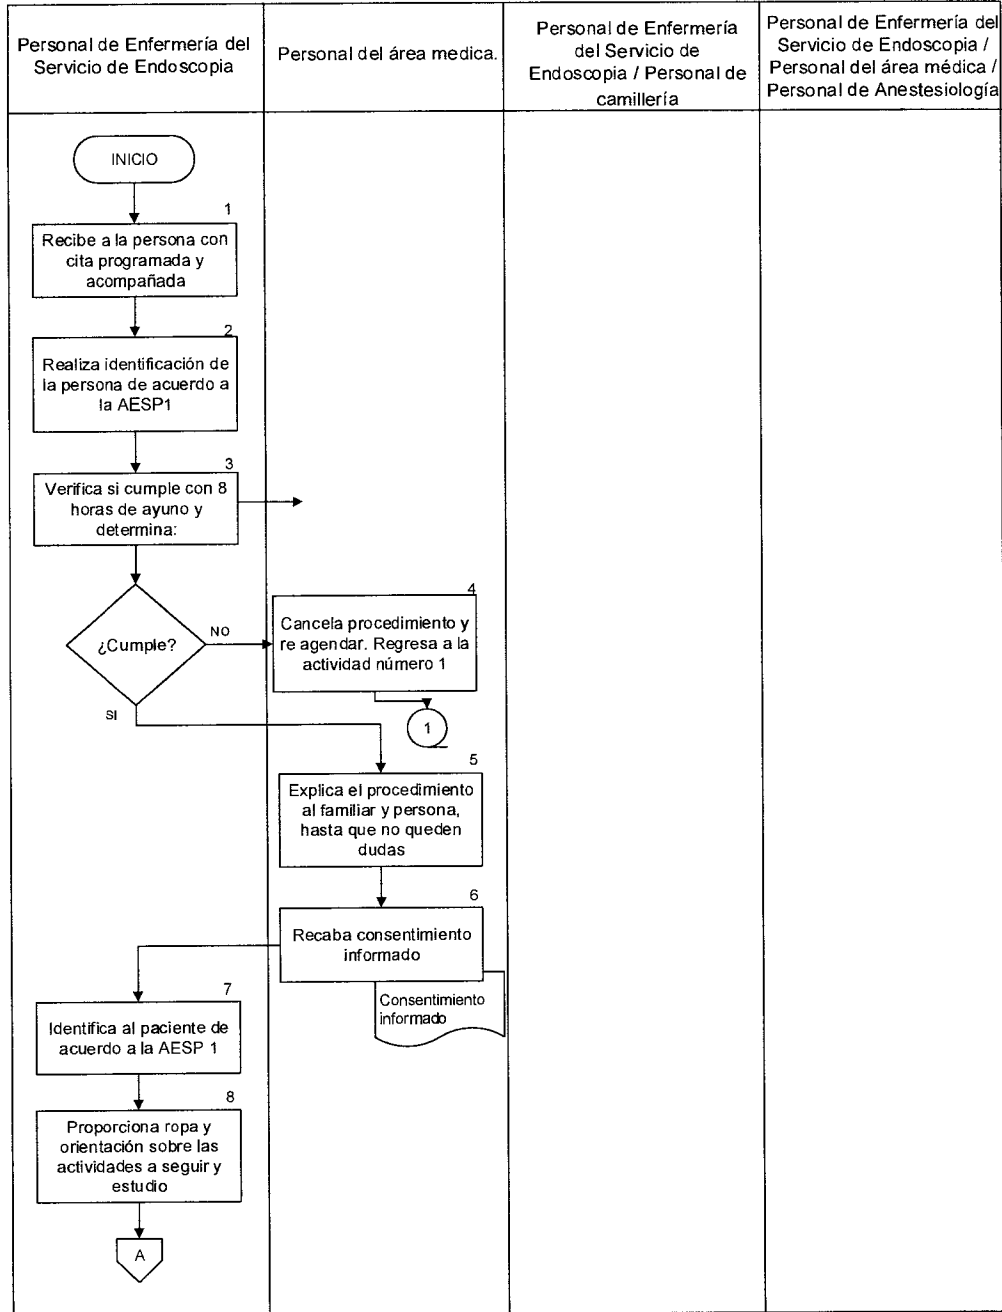 Personal de Enfermería del
Servicio de Endoscopia
Personal del área medica.
Personal de Enfermería
del Servicio de
Endoscopia / Personal de
camillería
Personal de Enfermería del
Servicio de Endoscopia /
Personal del área médica /
Personal de Anestesiología
INICIO
1
Recibe a la persona con
cita programada y
acompañada
2
Realiza identificación de
la persona de acuerdo a
la AESP1
3
Verifica si cumple con 8
horas de ayuno y
determina:
¿Cumple?
NO
SI
4
Cancela procedimiento y
re agendar. Regresa a la
actividad número 1
1
5
Explica el procedimiento
al familiar y persona,
hasta que no queden
dudas
6
Recaba consentimiento
informado
Consentimiento
informado
7
Identifica al paciente de
acuerdo a la AESP 1
8
Proporciona ropa y
orientación sobre las
actividades a seguir y
estudio
A